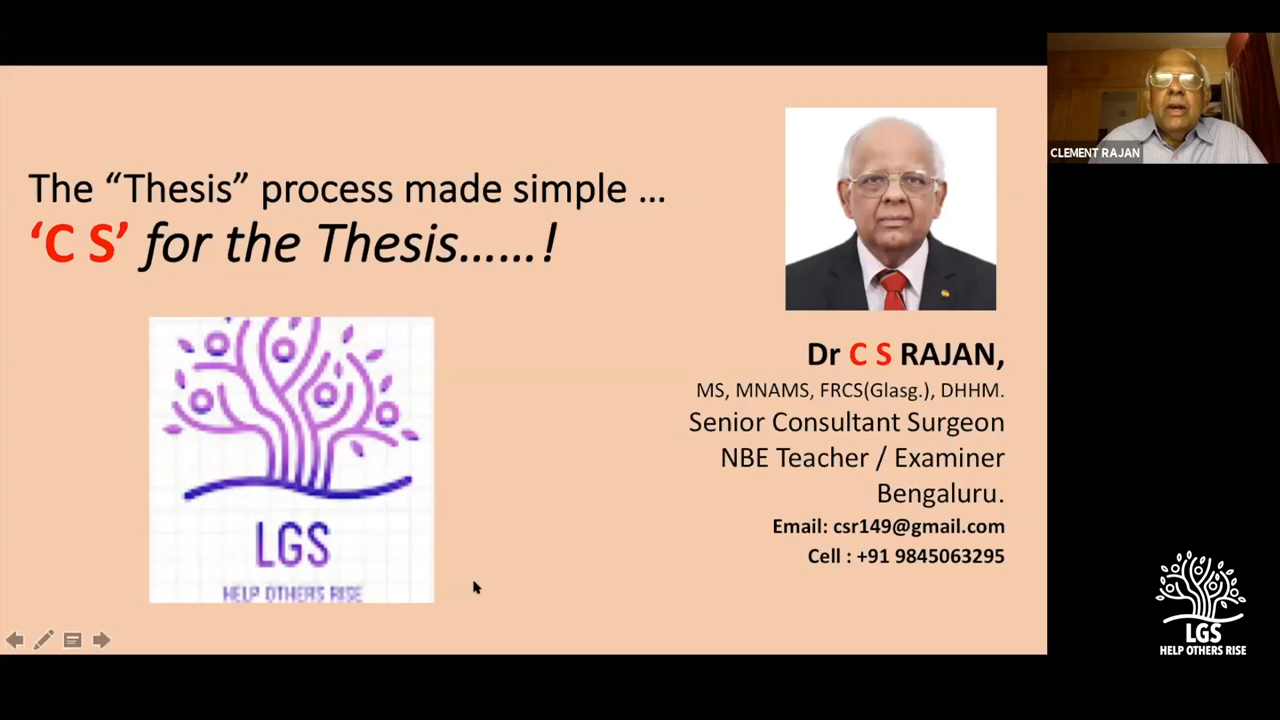 The “Thesis” process made simple ...
‘C S’ for the Thesis......!
LGS
HELP OTHERS RISE
Dr C S RAJAN,
MS, MNAMS, FRCS(Glasg.), DHHM.
Senior Consultant Surgeon
NBE Teacher / Examiner
Bengaluru.
Email: csr149@gmail.com
Cell : +91 9845063295
CLEMENT RAJAN
LGS
HELP OTHERS RISE